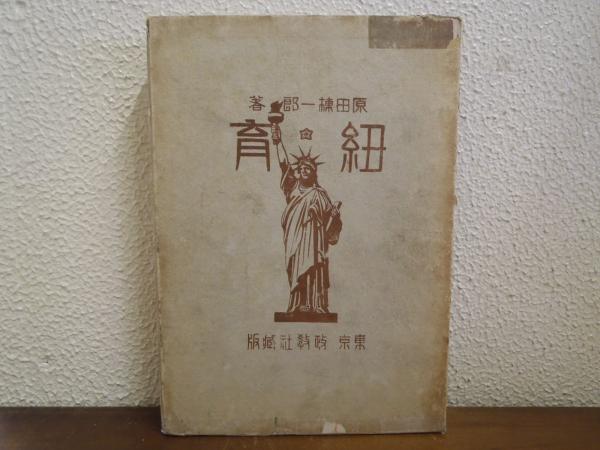 原田棟一郎著
紐育
東京 政教社藏版